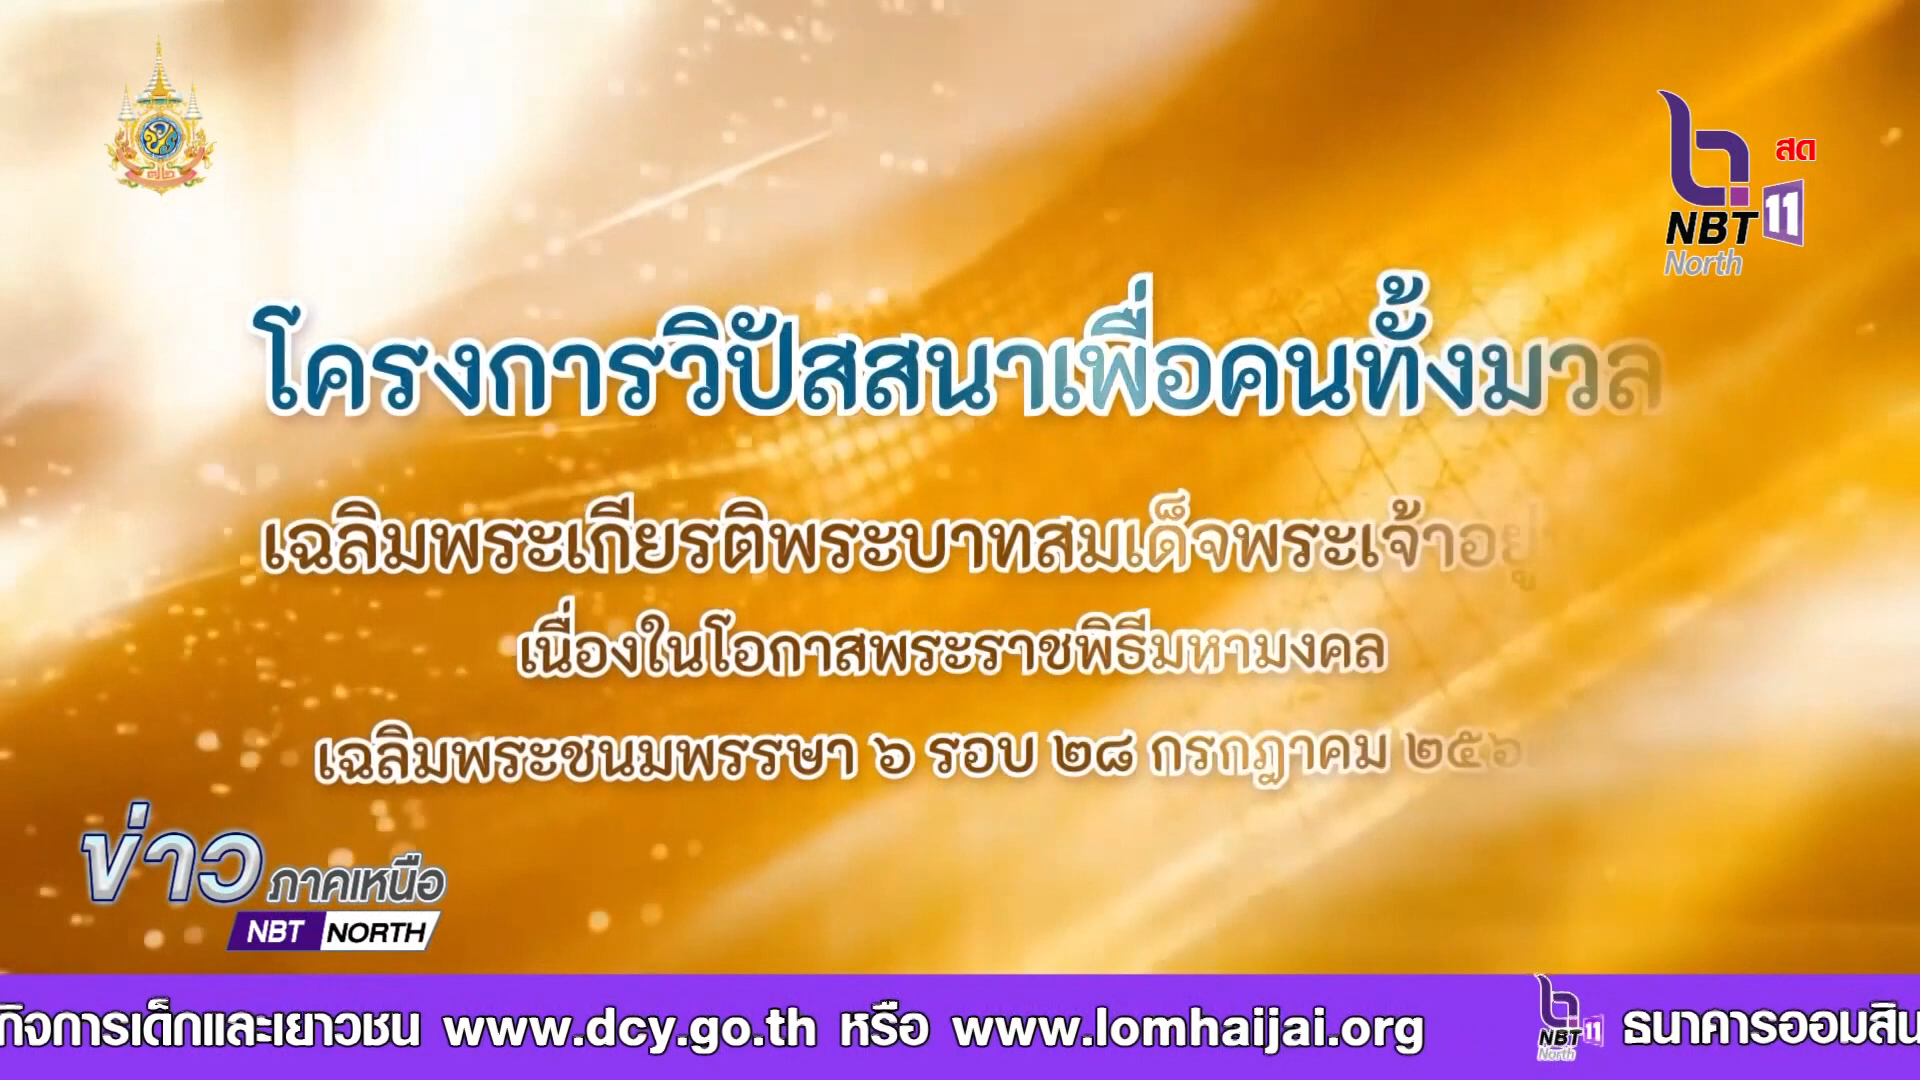 สด
NBT 11
North
๗๒
โครงการวิปัสสนาเพื่อคนทั้งมวล
เฉลิมพระเกียรติพระบาทสมเด็จพระเจ้าอยู่
เนื่องในโอกาสพระราชพิธีมหามงคล
เฉลิมพระชนมพรรษา ๖ รอบ ๒๘ กรกฎาคม ๒๕๖
ข่าวภาคเหนือ
NBT NORTH
กิจการเด็กและเยาวชน www.dcy.go.th หรือ www.lomhaijai.org NBT 11 North ธนาคารออมสิน